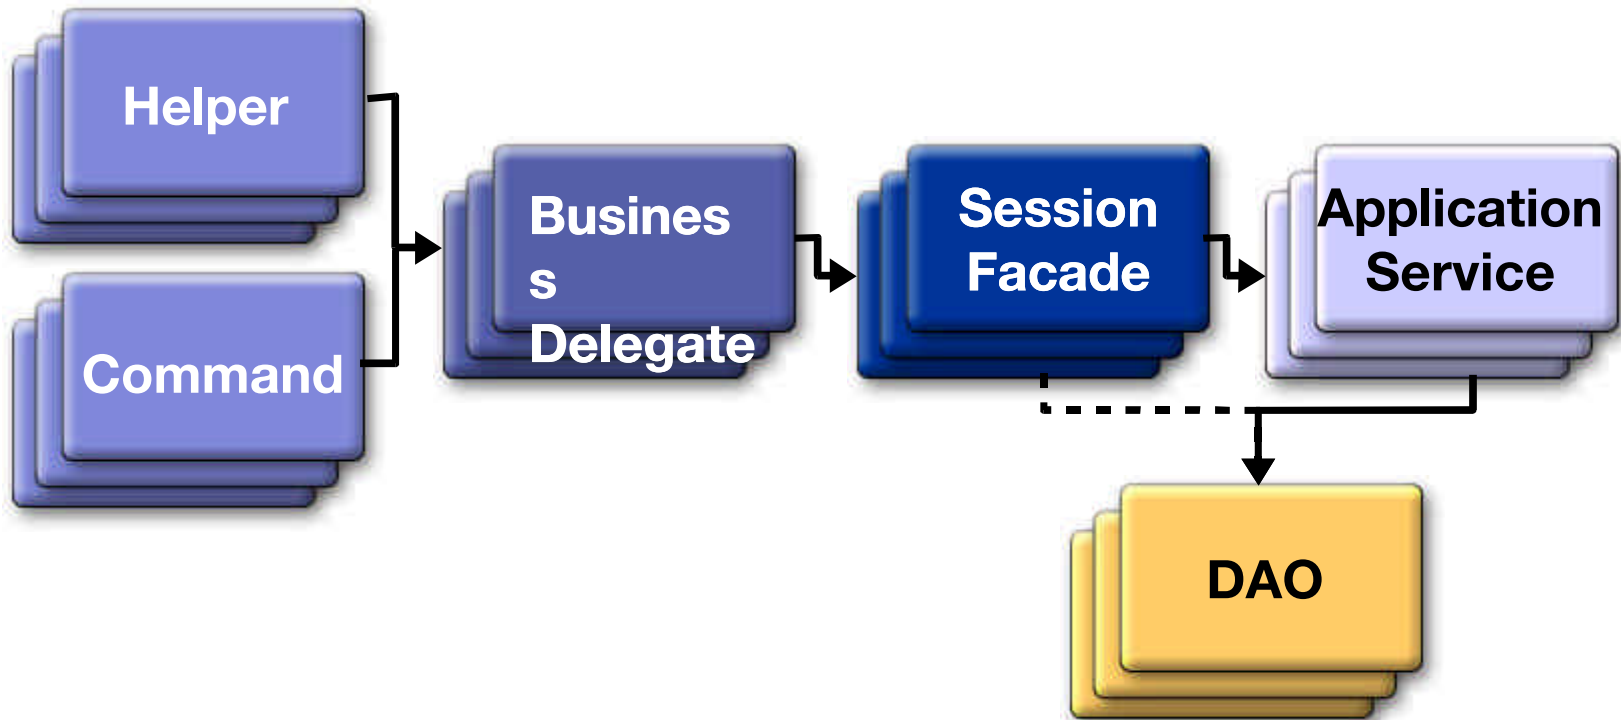 Helper
Command
Busines
s
Delegate
Session
Facade
Application
Service
DAO